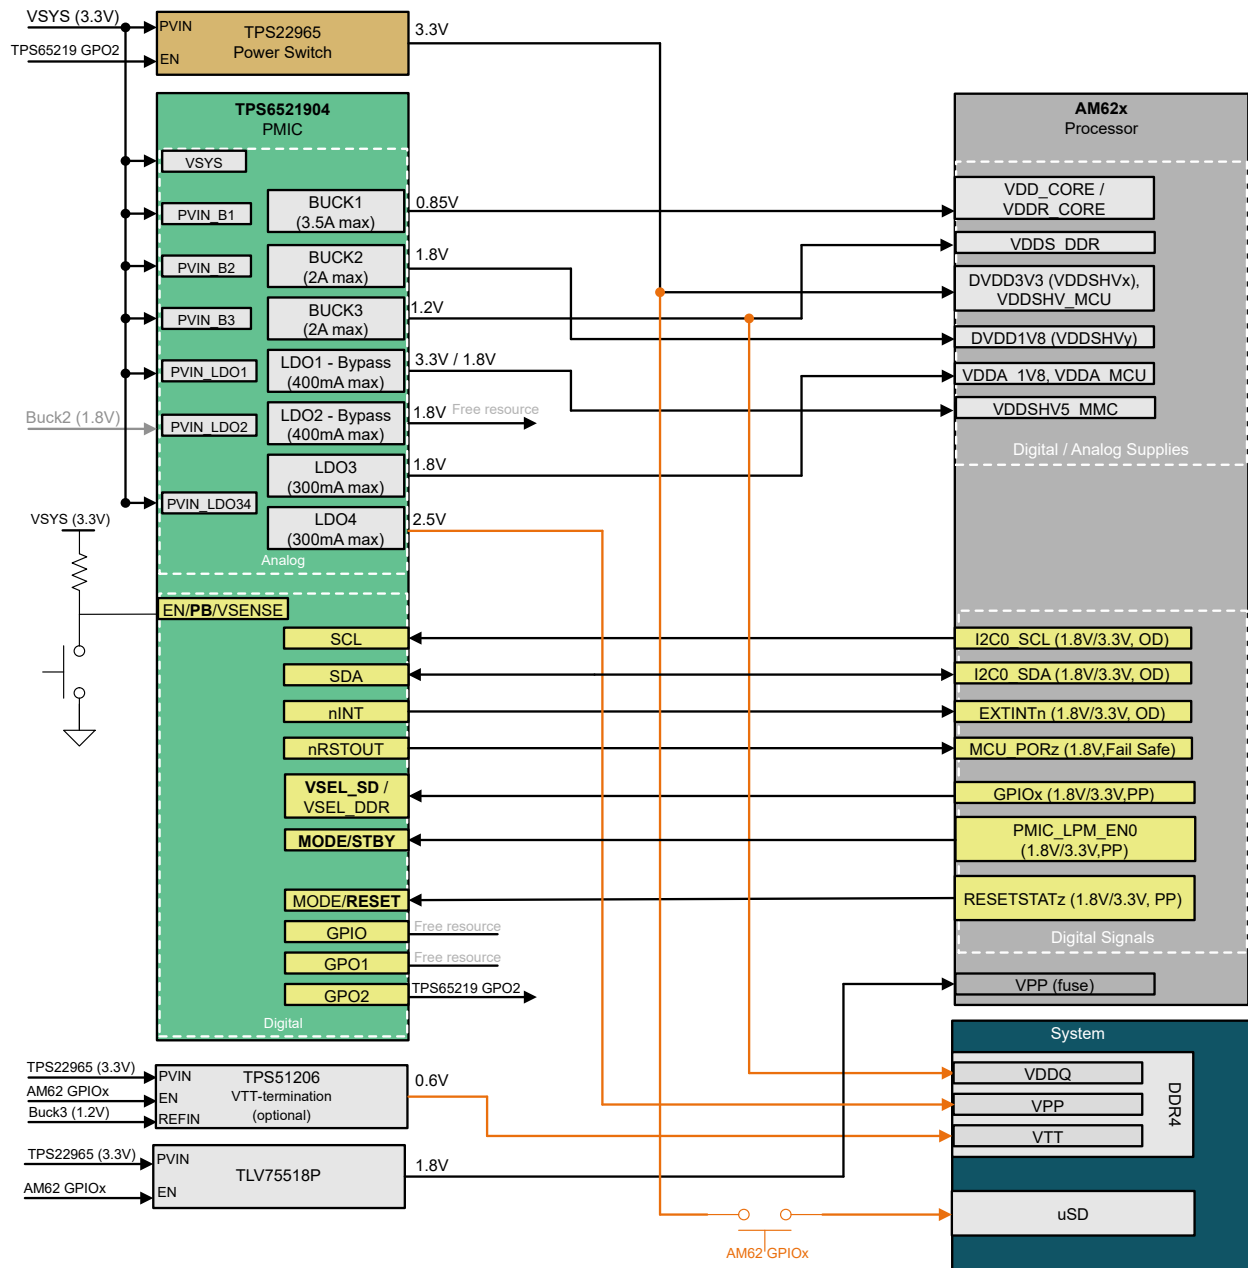 VSYS (3.3V)
TPS65219 GPO2
PVIN
EN
TPS22965
Power Switch
3.3V
TPS6521904
PMIC
VSYS
PVIN_B1
PVIN_B2
PVIN_B3
PVIN_LDO1
Buck2 (1.8V)
PVIN_LDO2
PVIN_LDO34
BUCK1
(3.5A max)
0.85V
BUCK2
(2A max)
1.8V
BUCK3
(2A max)
1.2V
LDO1 - Bypass
(400mA max)
3.3V / 1.8V
LDO2 - Bypass
(400mA max)
1.8V
Free resource
LDO3
(300mA max)
1.8V
LDO4
(300mA max)
2.5V
Analog
VSYS (3.3V)
EN/PB/VSENSE
SCL
SDA
nINT
nRSTOUT
VSEL_SD /
VSEL_DDR
MODE/STBY
MODE/RESET
GPIO
Free resource
GPO1
Free resource
GPO2
TPS65219 GPO2
Digital
AM62x
Processor
VDD_CORE /
VDDR_CORE
VDDS_DDR
DVDD3V3 (VDDSHVx),
VDDSHV_MCU
DVDD1V8 (VDDSHVy)
VDDA_1V8, VDDA_MCU
VDDSHV5_MMC
Digital / Analog Supplies
I2C0_SCL (1.8V/3.3V, OD)
I2C0_SDA (1.8V/3.3V, OD)
EXTINTn (1.8V/3.3V, OD)
MCU_PORz (1.8V,Fail Safe)
GPIOx (1.8V/3.3V,PP)
PMIC_LPM_EN0
(1.8V/3.3V,PP)
RESETSTATz (1.8V/3.3V, PP)
Digital Signals
VPP (fuse)
System
VDDQ
VPP
VTT
DDR4
uSD
TPS22965 (3.3V)
AM62 GPIOx
Buck3 (1.2V)
PVIN
EN
REFIN
TPS51206
VTT-termination
(optional)
0.6V
TPS22965 (3.3V)
AM62 GPIOx
PVIN
EN
TLV75518P
1.8V
AM62 GPIOx